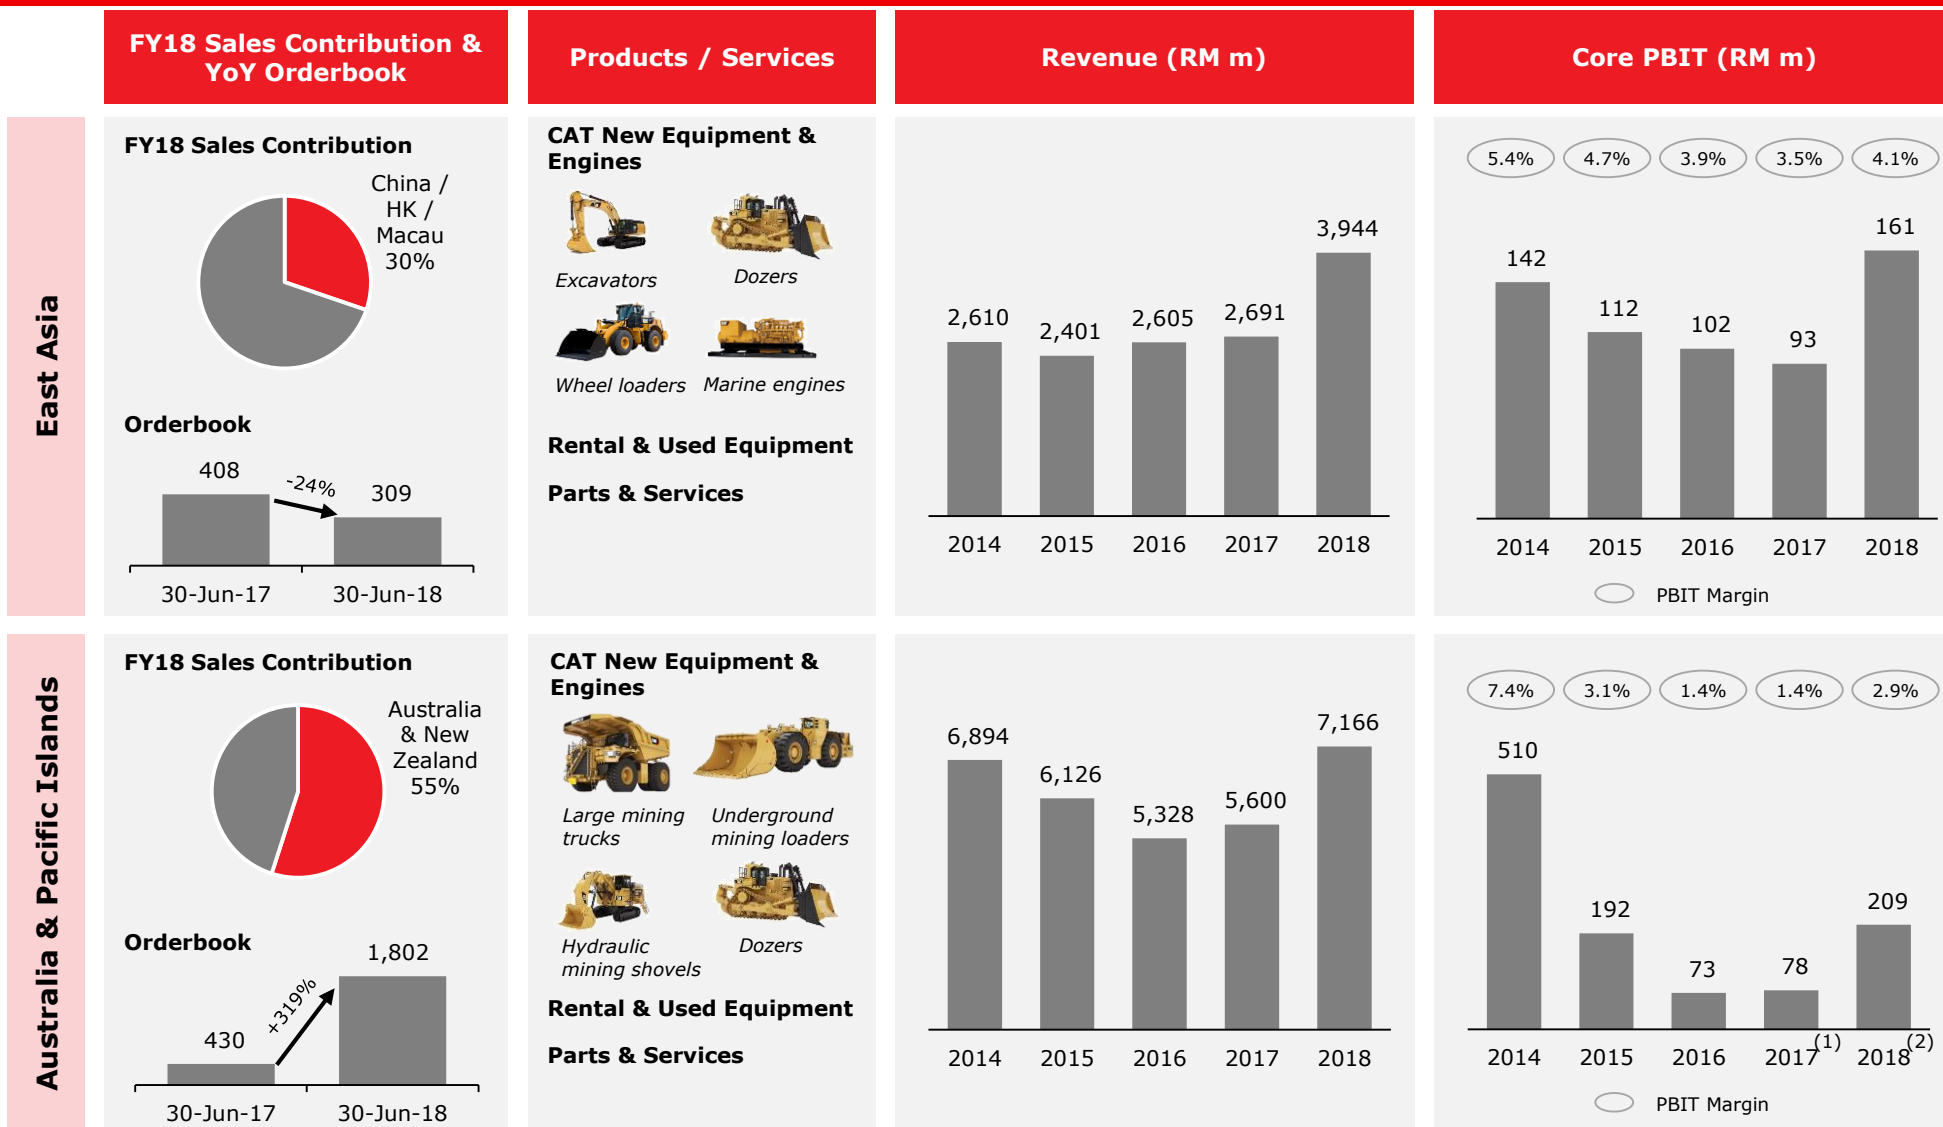 FY18 Sales Contribution &
YoY Orderbook
Products / Services
Revenue (RM m)
Core PBIT (RM m)
East Asia
FY18 Sales Contribution
China /
HK /
Macau
30%
Orderbook
408
-24%
309
30-Jun-17
30-Jun-18
CAT New Equipment &
Engines
Excavators
Dozers
Wheel loaders
Marine engines
Rental & Used Equipment
Parts & Services
2,610
2,401
2,605
2,691
3,944
2014
2015
2016
2017
2018
5.4%
4.7%
3.9%
3.5%
4.1%
142
112
102
93
161
2014
2015
2016
2017
2018
PBIT Margin
Australia & Pacific Islands
FY18 Sales Contribution
Australia
& New
Zealand
55%
Orderbook
430
+319%
1,802
30-Jun-17
30-Jun-18
CAT New Equipment &
Engines
Large mining
trucks
Underground
mining loaders
Hydraulic
mining shovels
Dozers
Rental & Used Equipment
Parts & Services
6,894
6,126
5,328
5,600
7,166
2014
2015
2016
2017
2018
7.4%
3.1%
1.4%
1.4%
2.9%
510
192
73
78
209
2014
2015
2016
2017(1)
2018(2)
PBIT Margin